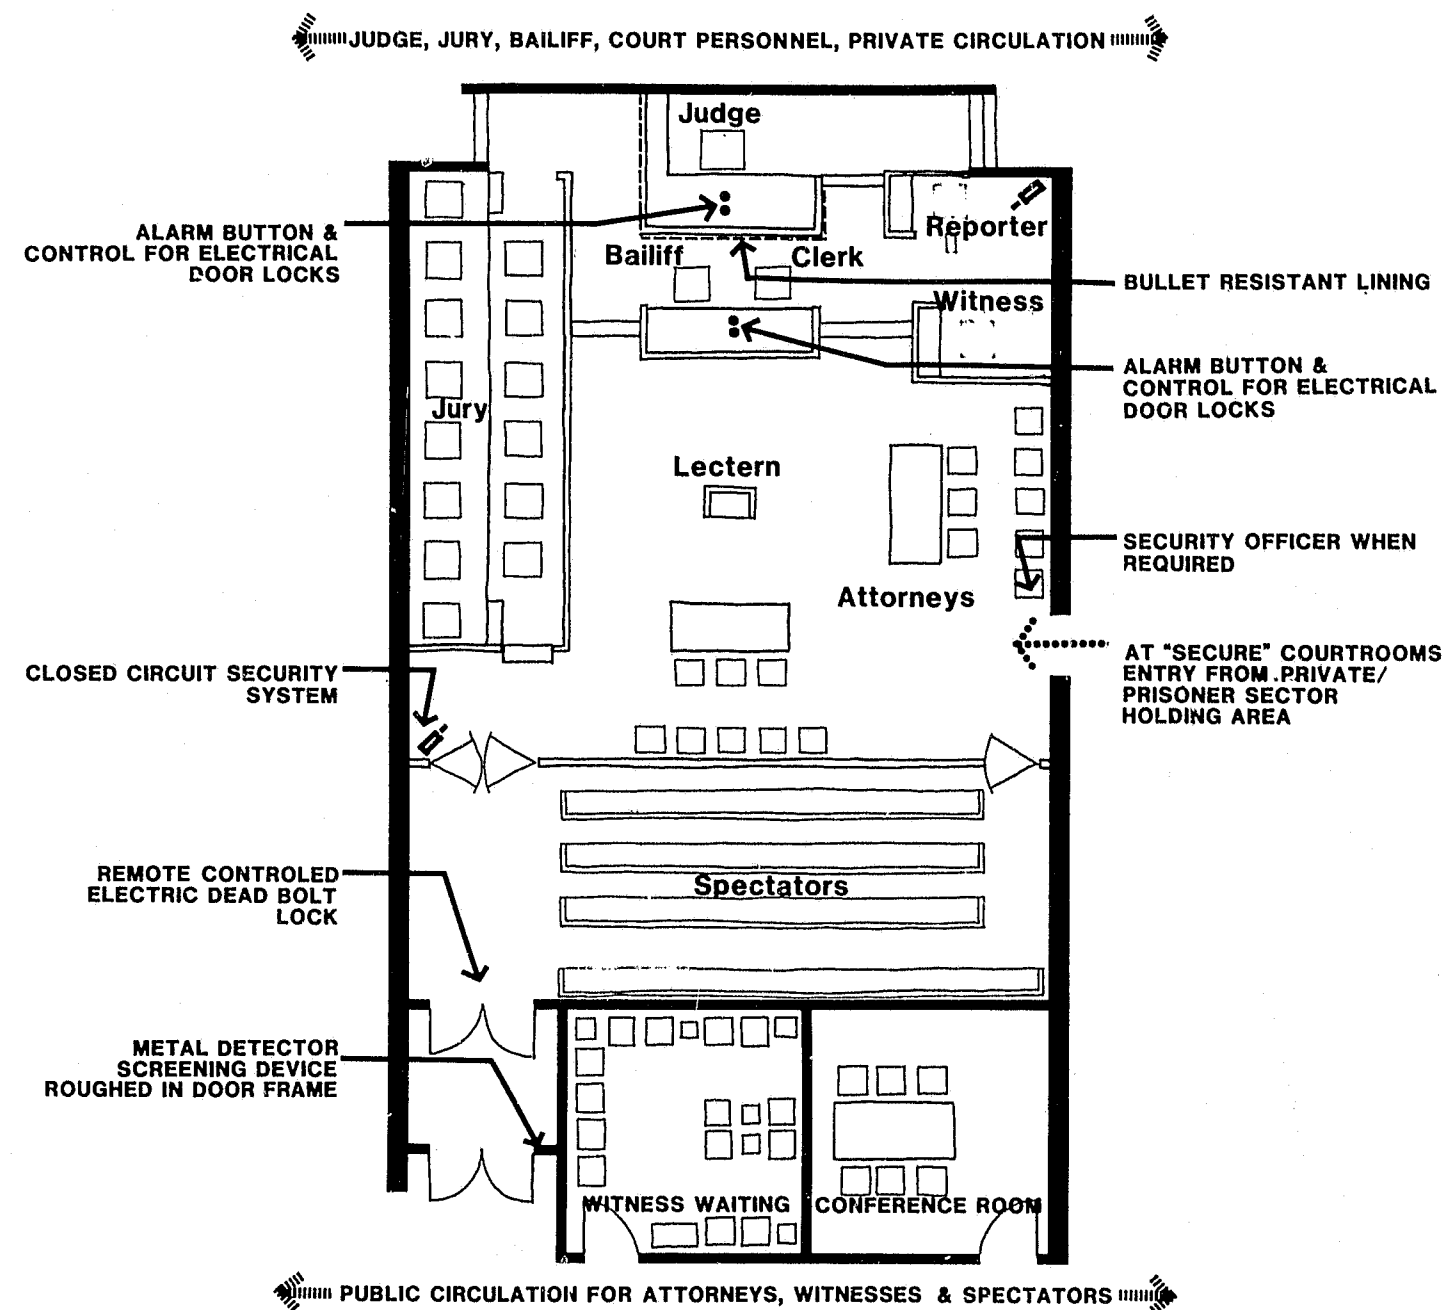 JUDGE, JURY, BAILIFF, COURT PERSONNEL, PRIVATE CIRCULATION
Judge
ALARM BUTTON &
CONTROL FOR ELECTRICAL
DOOR LOCKS
Reporter
Bailiff
Clerk
BULLET RESISTANT LINING
Witness
ALARM BUTTON &
CONTROL FOR ELECTRICAL
DOOR LOCKS
Jury
Lectern
SECURITY OFFICER WHEN
REQUIRED
Attorneys
AT "SECURE" COURTROOMS
ENTRY FROM PRIVATE/
PRISONER SECTOR
HOLDING AREA
CLOSED CIRCUIT SECURITY
SYSTEM
REMOTE CONTROLED
ELECTRIC DEAD BOLT
LOCK
Spectators
METAL DETECTOR
SCREENING DEVICE
ROUGHED IN DOOR FRAME
WITNESS WAITING
CONFERENCE ROOM
PUBLIC CIRCULATION FOR ATTORNEYS, WITNESSES & SPECTATORS